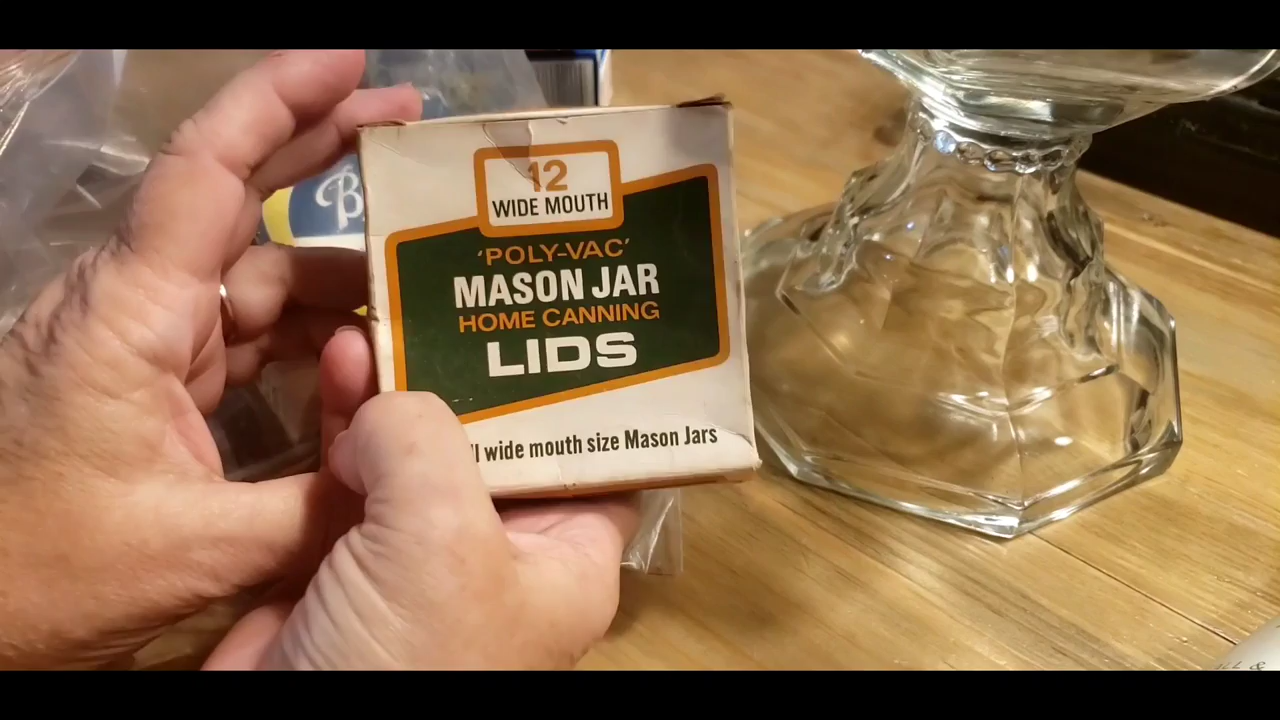 12
WIDE MOUTH
'POLY-VAC'
MASON JAR
HOME CANNING
LIDS
wide mouth size Mason Jars